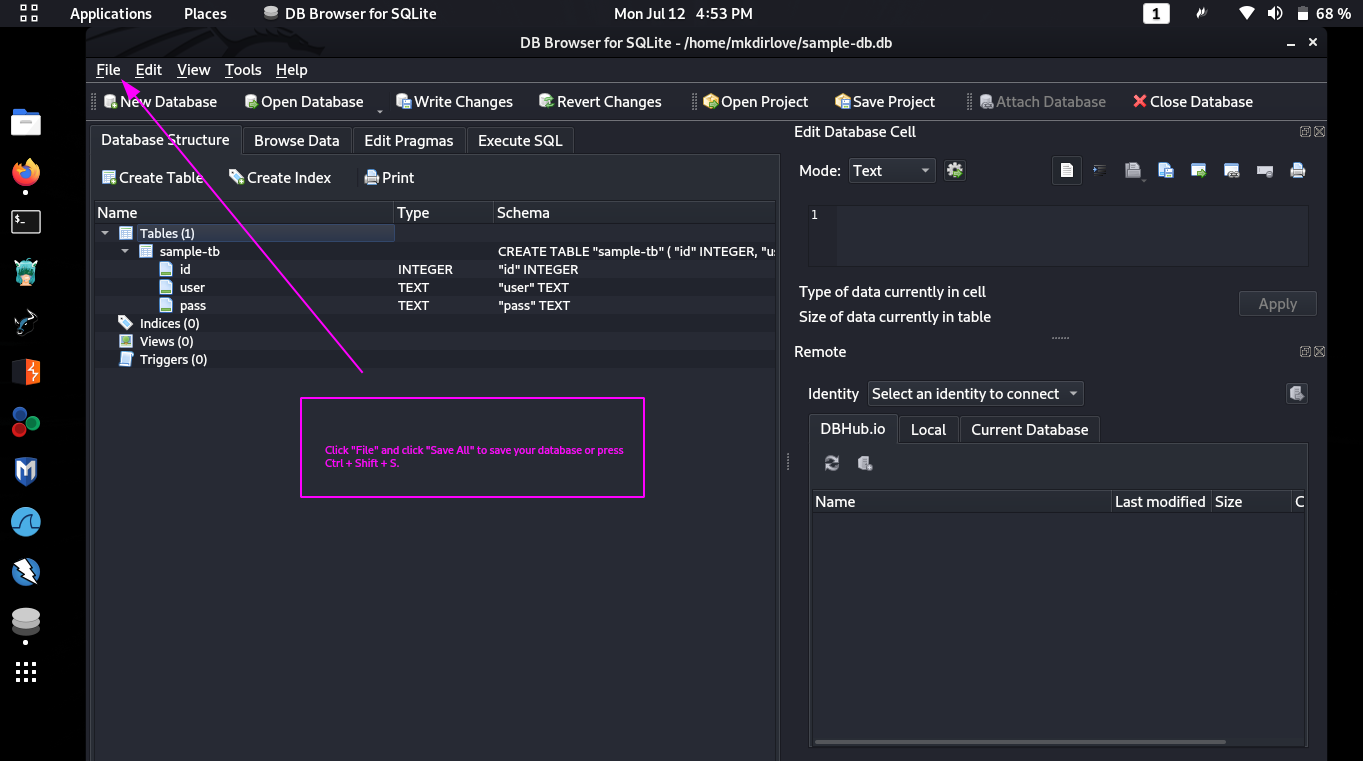 Applications Places DB Browser for SQLite Mon Jul 12 4:53 PM 1 68 %
DB Browser for SQLite - /home/mkdirlove/sample-db.db
File Edit View Tools Help
New Database Open Database Write Changes Revert Changes Open Project Save Project Attach Database Close Database
Database Structure Browse Data Edit Pragmas Execute SQL
Create Table Create Index Print
Name Type Schema
Tables (1)
sample-tb CREATE TABLE "sample-tb" ( "id" INTEGER, "us
id INTEGER "id" INTEGER
user TEXT "user" TEXT
pass TEXT "pass" TEXT
Indices (0)
Views (0)
Triggers (0)
Click "File" and click "Save All" to save your database or press
Ctrl + Shift + S.
Edit Database Cell
Mode: Text
1
Type of data currently in cell
Size of data currently in table
Apply
Remote
Identity Select an identity to connect
DBHub.io Local Current Database
Name Last modified Size C